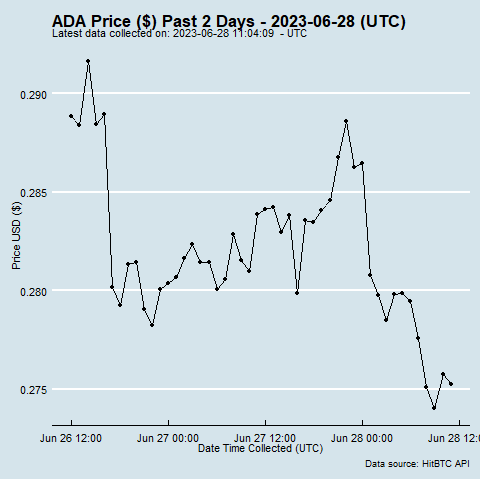 ADA Price ($) Past 2 Days - 2023-06-28 (UTC)
Latest data collected on: 2023-06-28 11:04:09  - UTC
0.290
0.285
0.280
0.275
Price USD ($)
Jun 26 12:00
Jun 27 00:00
Jun 27 12:00
Jun 28 00:00
Jun 28 12:00
Date Time Collected (UTC)
Data source: HitBTC API